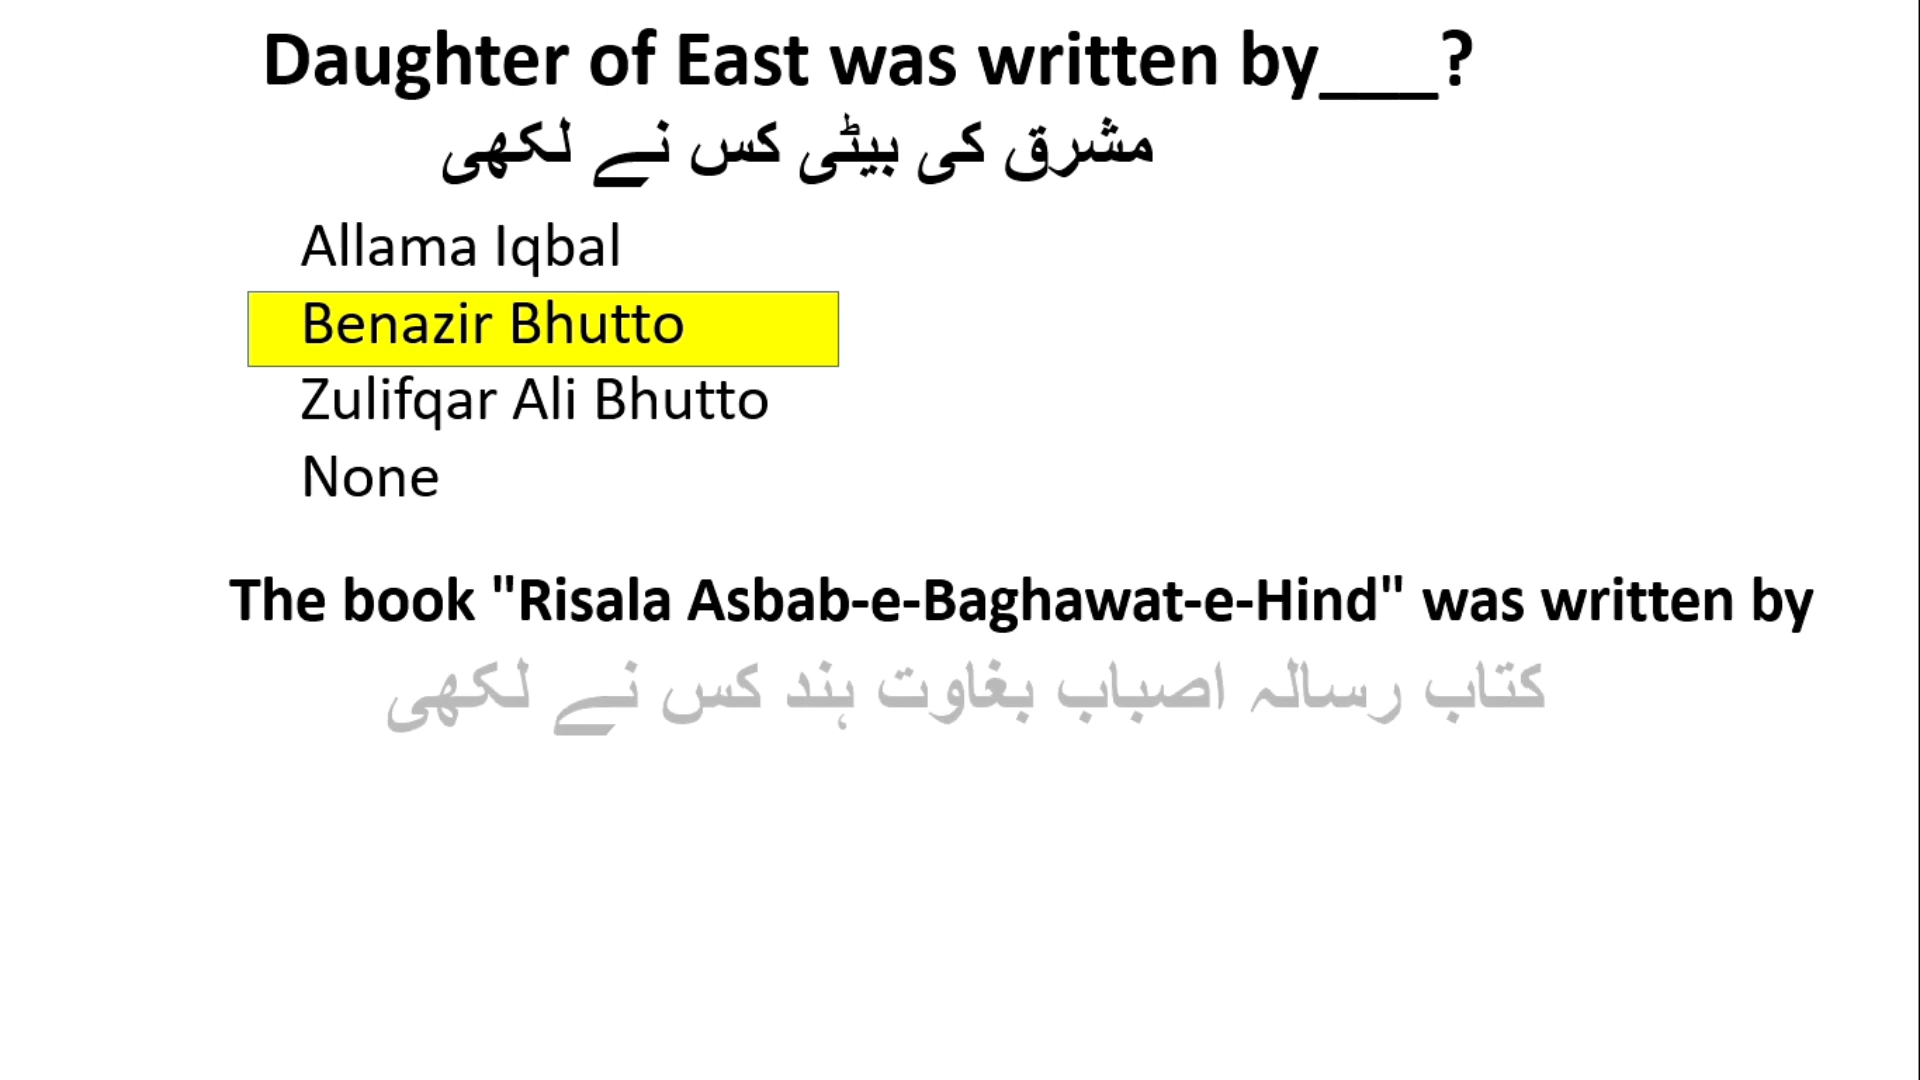 Daughter of East was written by___?
مشرق کی بیٹی کس نے لکھی
Allama Iqbal
Benazir Bhutto
Zulifqar Ali Bhutto
None
The book "Risala Asbab-e-Baghawat-e-Hind" was written by
کتاب رسالہ اصباب بغاوت ہند کس نے لکھی